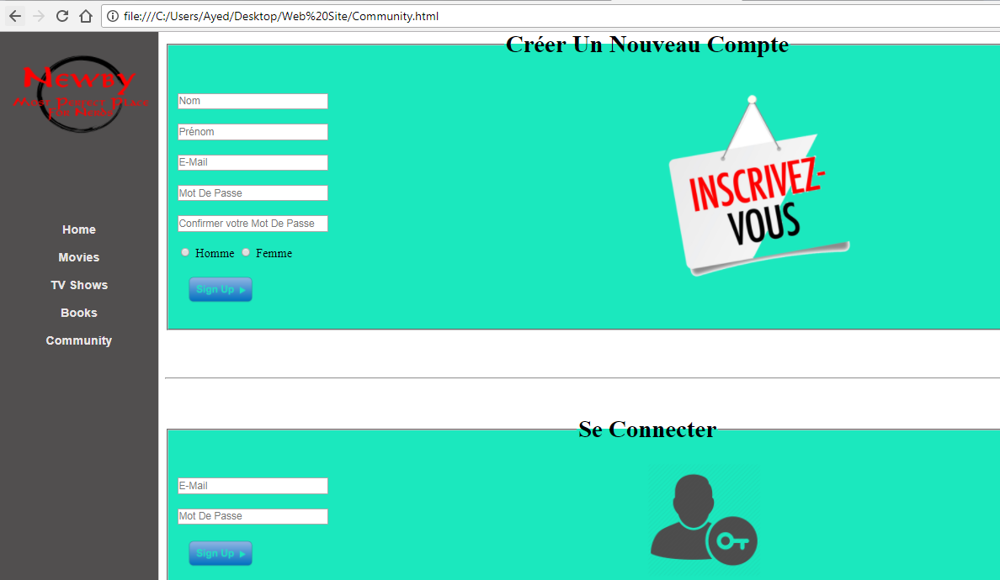 file:///C:/Users/Ayed/Desktop/Web%20Site/Community.html
Newby
Most Perfect Place
For Newbs
Home
Movies
TV Shows
Books
Community
Créer Un Nouveau Compte
Nom
Prénom
E-Mail
Mot De Passe
Confirmer votre Mot De Passe
Homme Femme
Sign Up
INSCRIVEZ-
VOUS
Se Connecter
E-Mail
Mot De Passe
Sign Up